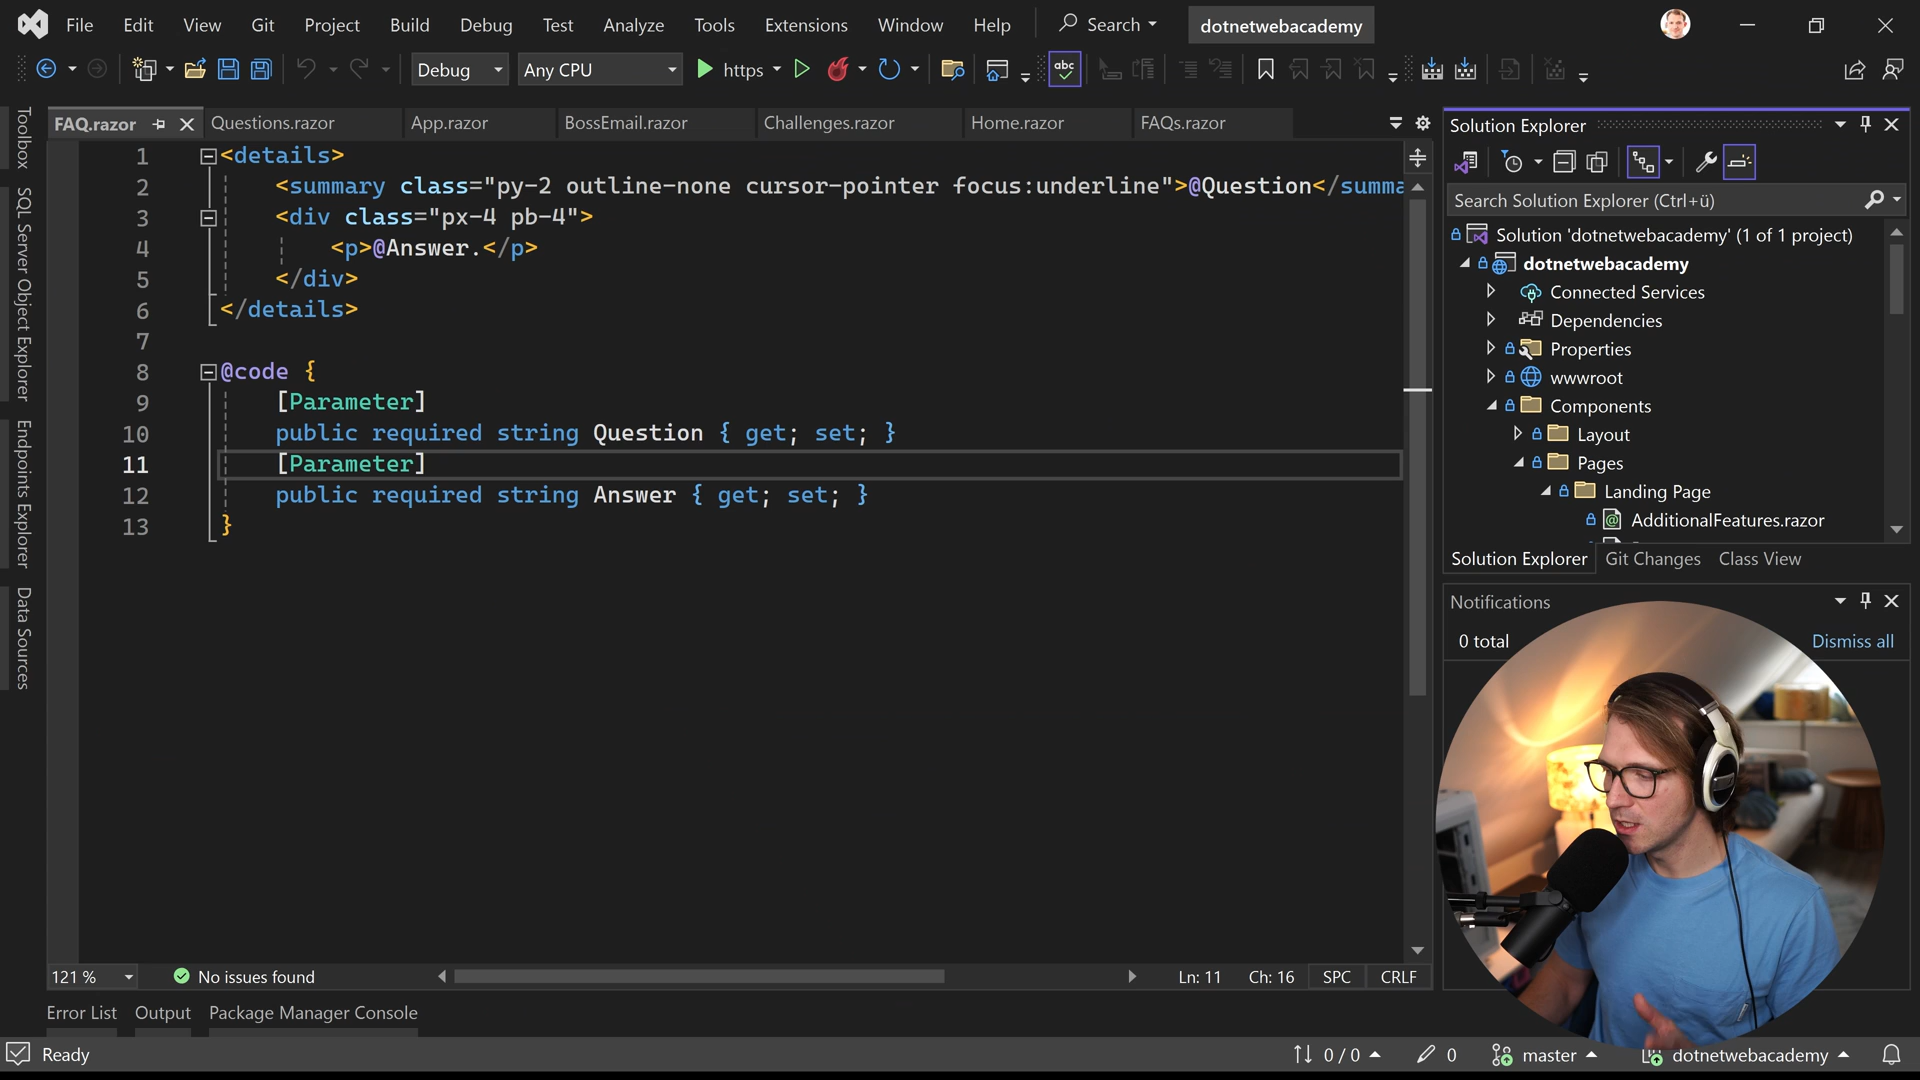 File Edit View Git Project Build Debug Test Analyze Tools Extensions Window Help Search dotnetwebacademy
Debug Any CPU https abc
FAQ.razor Questions.razor App.razor BossEmail.razor Challenges.razor Home.razor FAQs.razor
Toolbox
SQL Server Object Explorer
Endpoints Explorer
Data Sources
1 <details>
2 <summary class="py-2 outline-none cursor-pointer focus:underline">@Question</summa
3 <div class="px-4 pb-4">
4 <p>@Answer.</p>
5 </div>
6 </details>
7
8 @code {
9 [Parameter]
10 public required string Question { get; set; }
11 [Parameter]
12 public required string Answer { get; set; }
13 }
Solution Explorer
Search Solution Explorer (Ctrl+ü)
Solution 'dotnetwebacademy' (1 of 1 project)
dotnetwebacademy
Connected Services
Dependencies
Properties
wwwroot
Components
Layout
Pages
Landing Page
AdditionalFeatures.razor
Solution Explorer Git Changes Class View
Notifications
0 total Dismiss all
121 % No issues found Ln: 11 Ch: 16 SPC CRLF
Error List Output Package Manager Console
Ready 0 / 0 0 master dotnetwebacademy